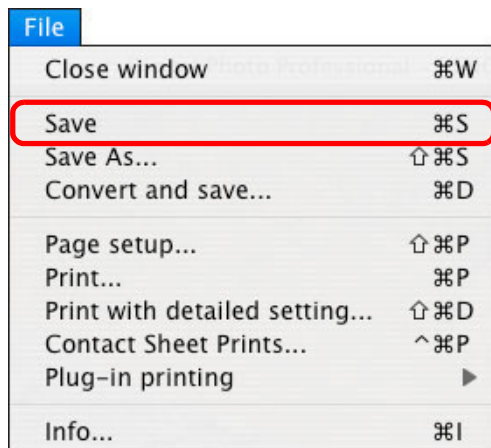 File
Close window ⌘W
Save ⌘S
Save As... ⇧⌘S
Convert and save... ⌘D
Page setup... ⇧⌘P
Print... ⌘P
Print with detailed setting... ⇧⌘D
Contact Sheet Prints... ^⌘P
Plug-in printing ▶
Info... ⌘I